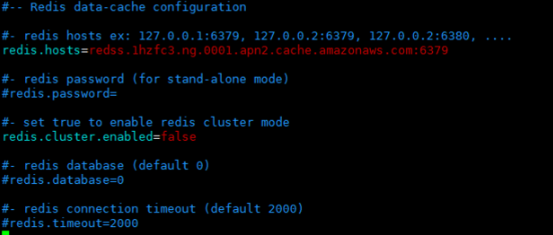 #-- Redis data-cache configuration
#- redis hosts ex: 127.0.0.1:6379, 127.0.0.2:6379, 127.0.0.2:6380, ....
redis.hosts=redss.1hzfc3.ng.0001.apn2.cache.amazonaws.com:6379
#- redis password (for stand-alone mode)
#redis.password=
#- set true to enable redis cluster mode
redis.cluster.enabled=false
#- redis database (default 0)
#redis.database=0
#- redis connection timeout (default 2000)
#redis.timeout=2000